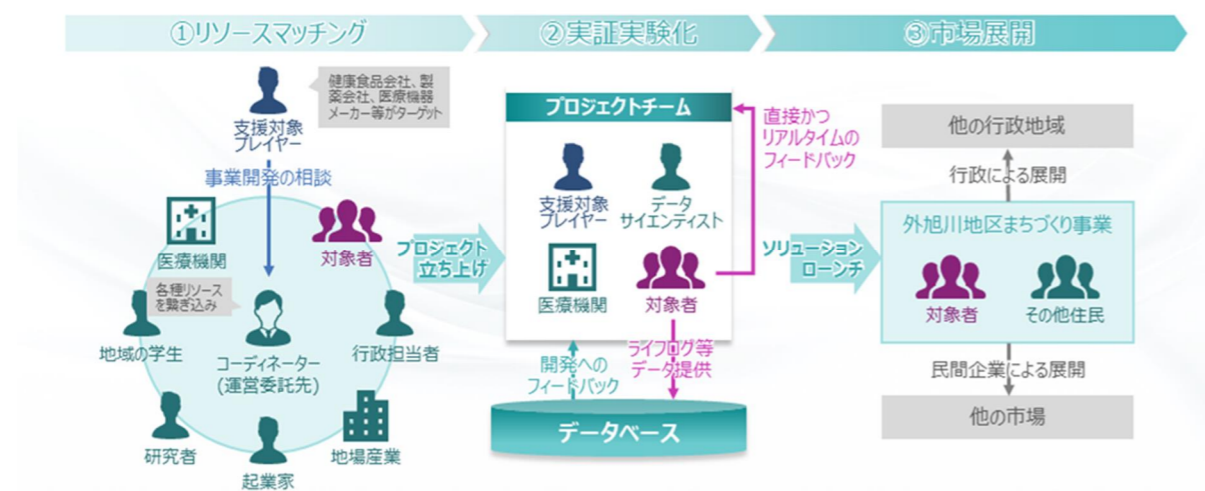 ①リソースマッチング
②実証実験化
③市場展開
支援対象
プレイヤー
健康食品会社、製
薬会社、医療機器
メーカー等がターゲット
事業開発の相談
医療機関
対象者
各種リソース
を繋ぎ込み
地域の学生
コーディネーター
(運営委託先)
行政担当者
研究者
起業家
地場産業
プロジェクト
立ち上げ
プロジェクトチーム
支援対象
プレイヤー
データ
サイエンティスト
医療機関
対象者
直接かつ
リアルタイムの
フィードバック
開発への
フィードバック
ライフログ等
データ提供
データベース
ソリューション
ローンチ
他の行政地域
行政による展開
外旭川地区まちづくり事業
対象者
その他住民
民間企業による展開
他の市場